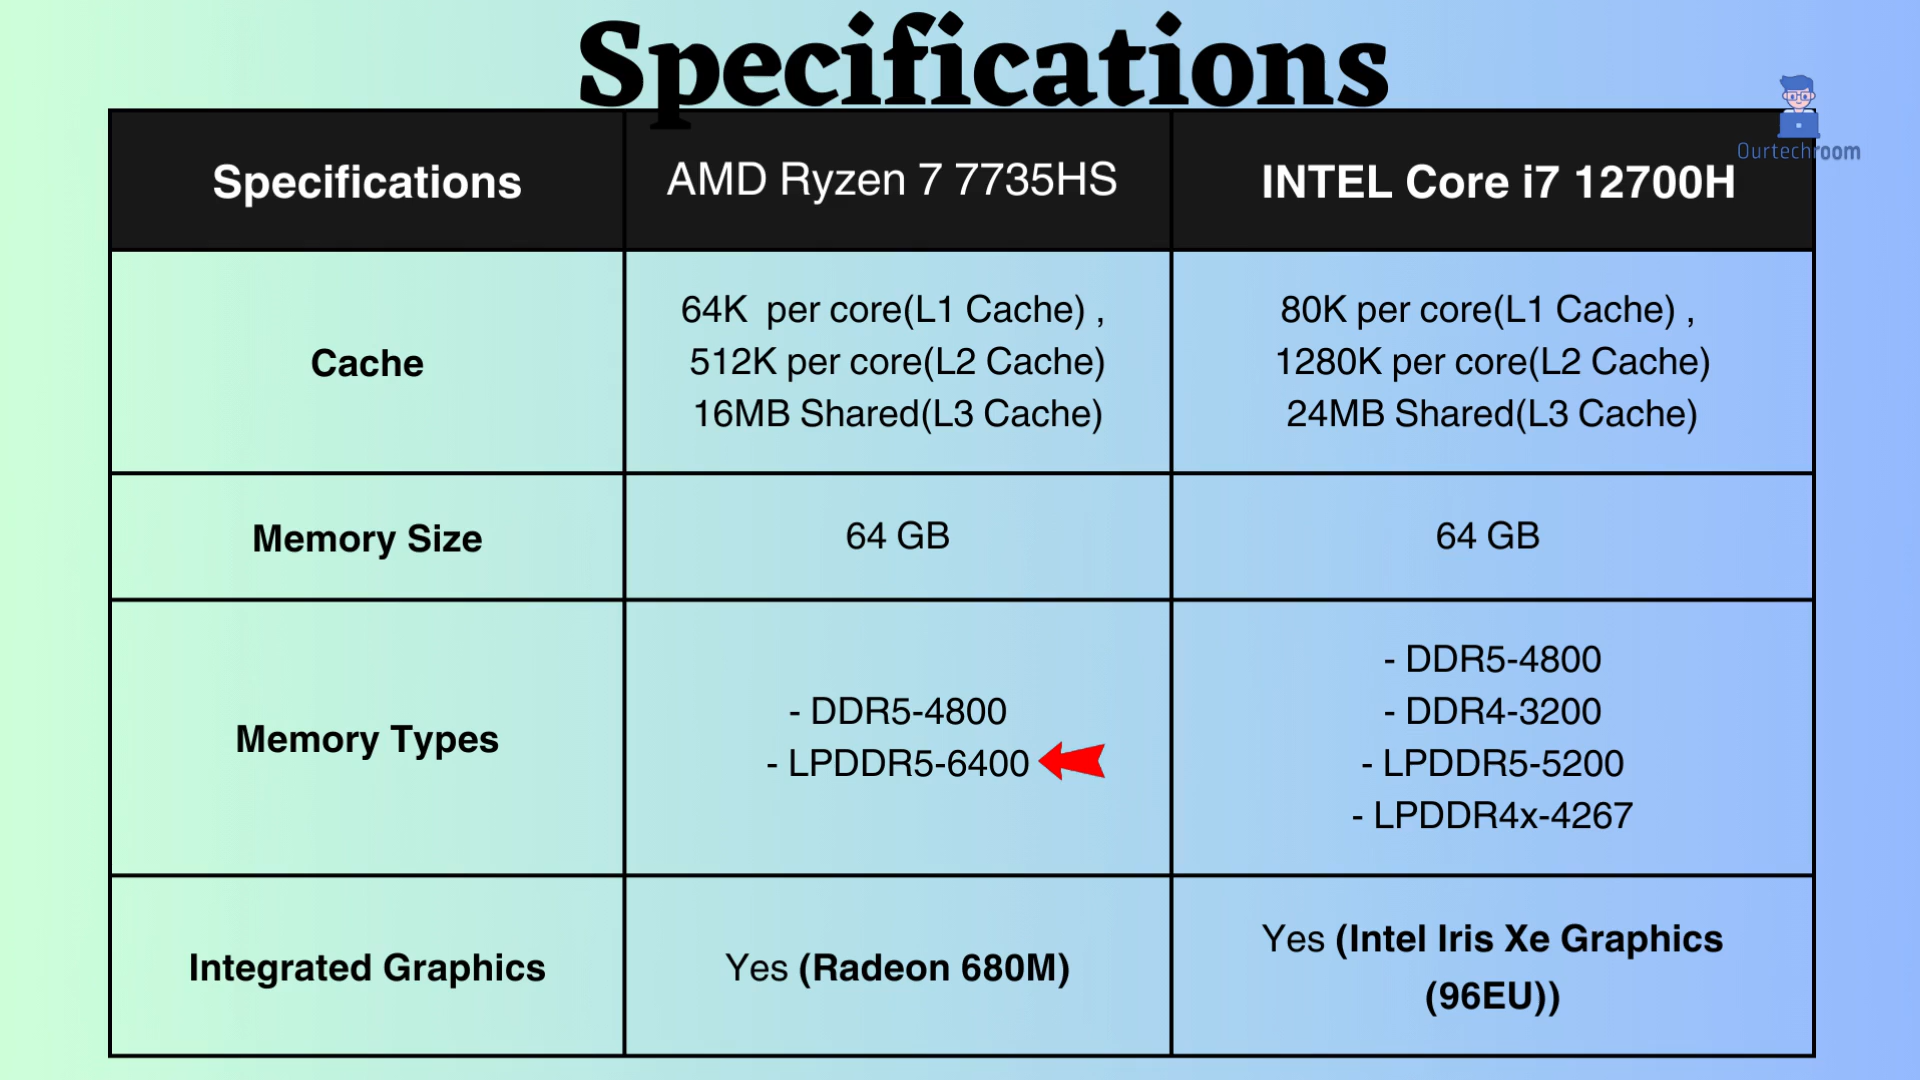 Specifications
Ourtechroom
Specifications
AMD Ryzen 7 7735HS
INTEL Core i7 12700H
Cache
64K  per core(L1 Cache) ,
512K per core(L2 Cache)
16MB Shared(L3 Cache)
80K per core(L1 Cache) ,
1280K per core(L2 Cache)
24MB Shared(L3 Cache)
Memory Size
64 GB
64 GB
Memory Types
- DDR5-4800
- LPDDR5-6400
- DDR5-4800
- DDR4-3200
- LPDDR5-5200
- LPDDR4x-4267
Integrated Graphics
Yes (Radeon 680M)
Yes (Intel Iris Xe Graphics
(96EU))